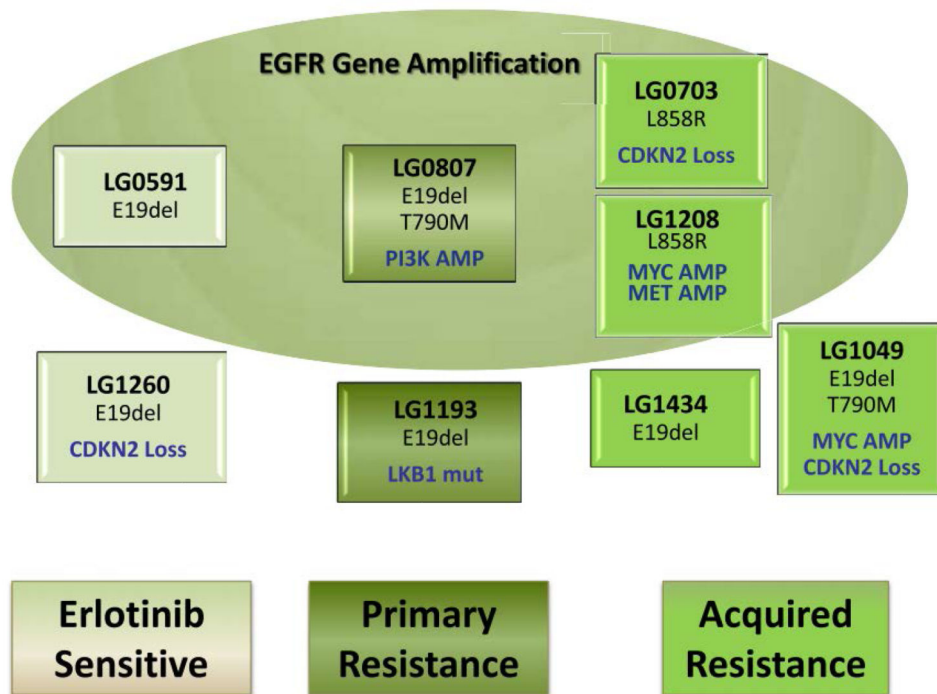 EGFR Gene Amplification
LG0703
L858R
CDKN2 Loss
LG0591
E19del
LG0807
E19del
T790M
PI3K AMP
LG1208
L858R
MYC AMP
MET AMP
LG1260
E19del
CDKN2 Loss
LG1193
E19del
LKB1 mut
LG1434
E19del
LG1049
E19del
T790M
MYC AMP
CDKN2 Loss
Erlotinib
Sensitive
Primary
Resistance
Acquired
Resistance